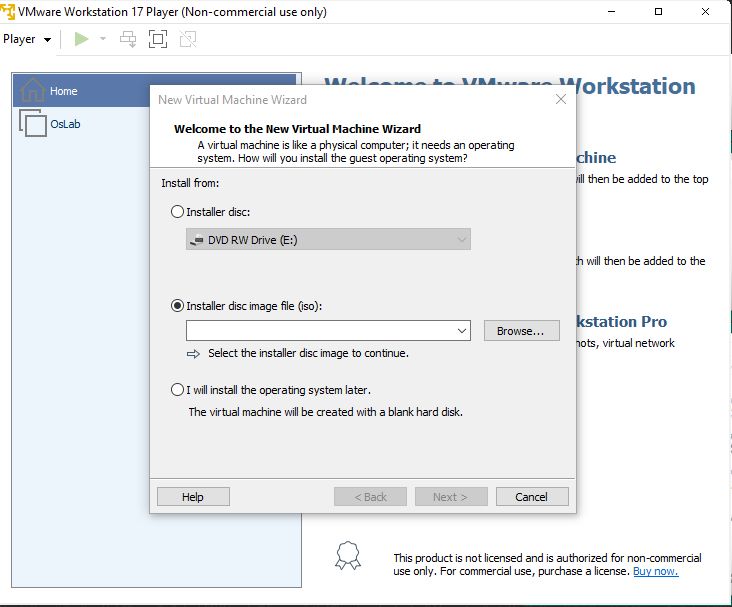 VMware Workstation 17 Player (Non-commercial use only)
Player
Home
OsLab
Welcome to VMware Workstation
chine
will then be added to the top
ch will then be added to the
kstation Pro
hots, virtual network
New Virtual Machine Wizard
Welcome to the New Virtual Machine Wizard
A virtual machine is like a physical computer; it needs an operating
system. How will you install the guest operating system?
Install from:
Installer disc:
DVD RW Drive (E:)
Installer disc image file (iso):
Browse...
Select the installer disc image to continue.
I will install the operating system later.
The virtual machine will be created with a blank hard disk.
Help
< Back
Next >
Cancel
This product is not licensed and is authorized for non-commercial
use only. For commercial use, purchase a license. Buy now.